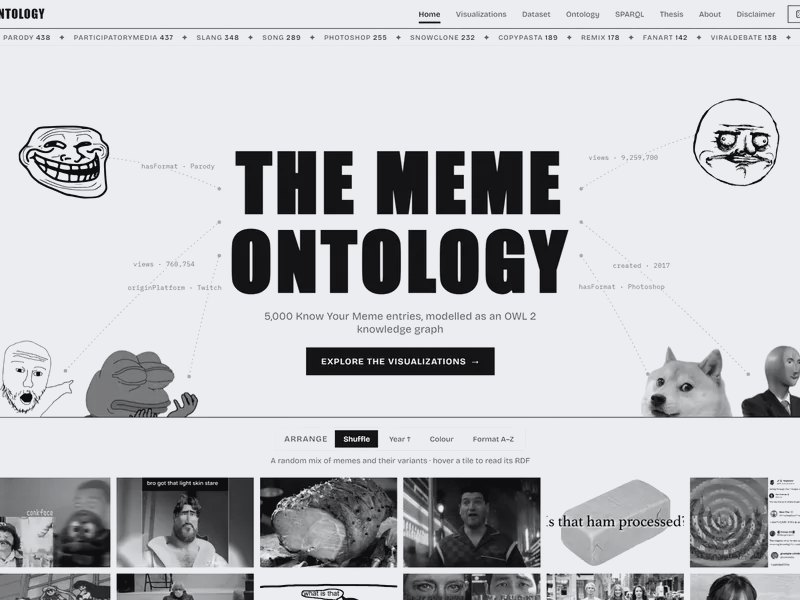 ONTOLOGY
Home Visualizations Dataset Ontology SPARQL Thesis About Disclaimer
PARODY 438 ✦ PARTICIPATORYMEDIA 437 ✦ SLANG 348 ✦ SONG 289 ✦ PHOTOSHOP 255 ✦ SNOWCLONE 232 ✦ COPYPASTA 189 ✦ REMIX 178 ✦ FANART 142 ✦ VIRALDEBATE 138 ✦
hasFormat · Parody
views · 9,259,700
THE MEME
ONTOLOGY
views · 760,754
created · 2017
originPlatform · Twitch
hasFormat · Photoshop
5,000 Know Your Meme entries, modelled as an OWL 2
knowledge graph
EXPLORE THE VISUALIZATIONS →
ARRANGE Shuffle Year ↑ Colour Format A–Z
A random mix of memes and their variants · hover a tile to read its RDF
bro got that light skin stare
conkface
is that ham processed?
what is that